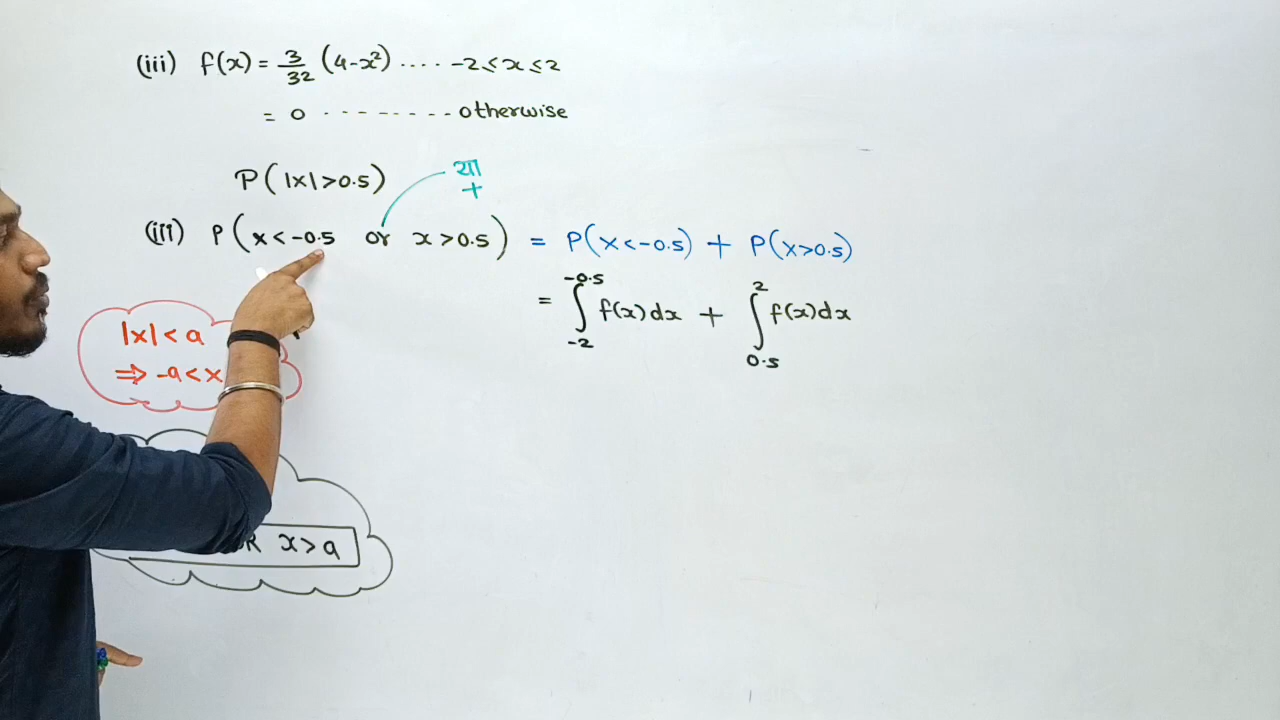 (iii) f(x) = 3/32 (4-x²) .... -2≤x≤2
= 0 - - - - - - - - otherwise
P(|x|>0.5)
या
+
(iii) P(x<-0.5 or x>0.5) = P(x<-0.5) + P(x>0.5)
= ∫_{-2}^{-0.5} f(x)dx + ∫_{0.5}^{2} f(x)dx
|x|<a
⇒ -a<x
x>a